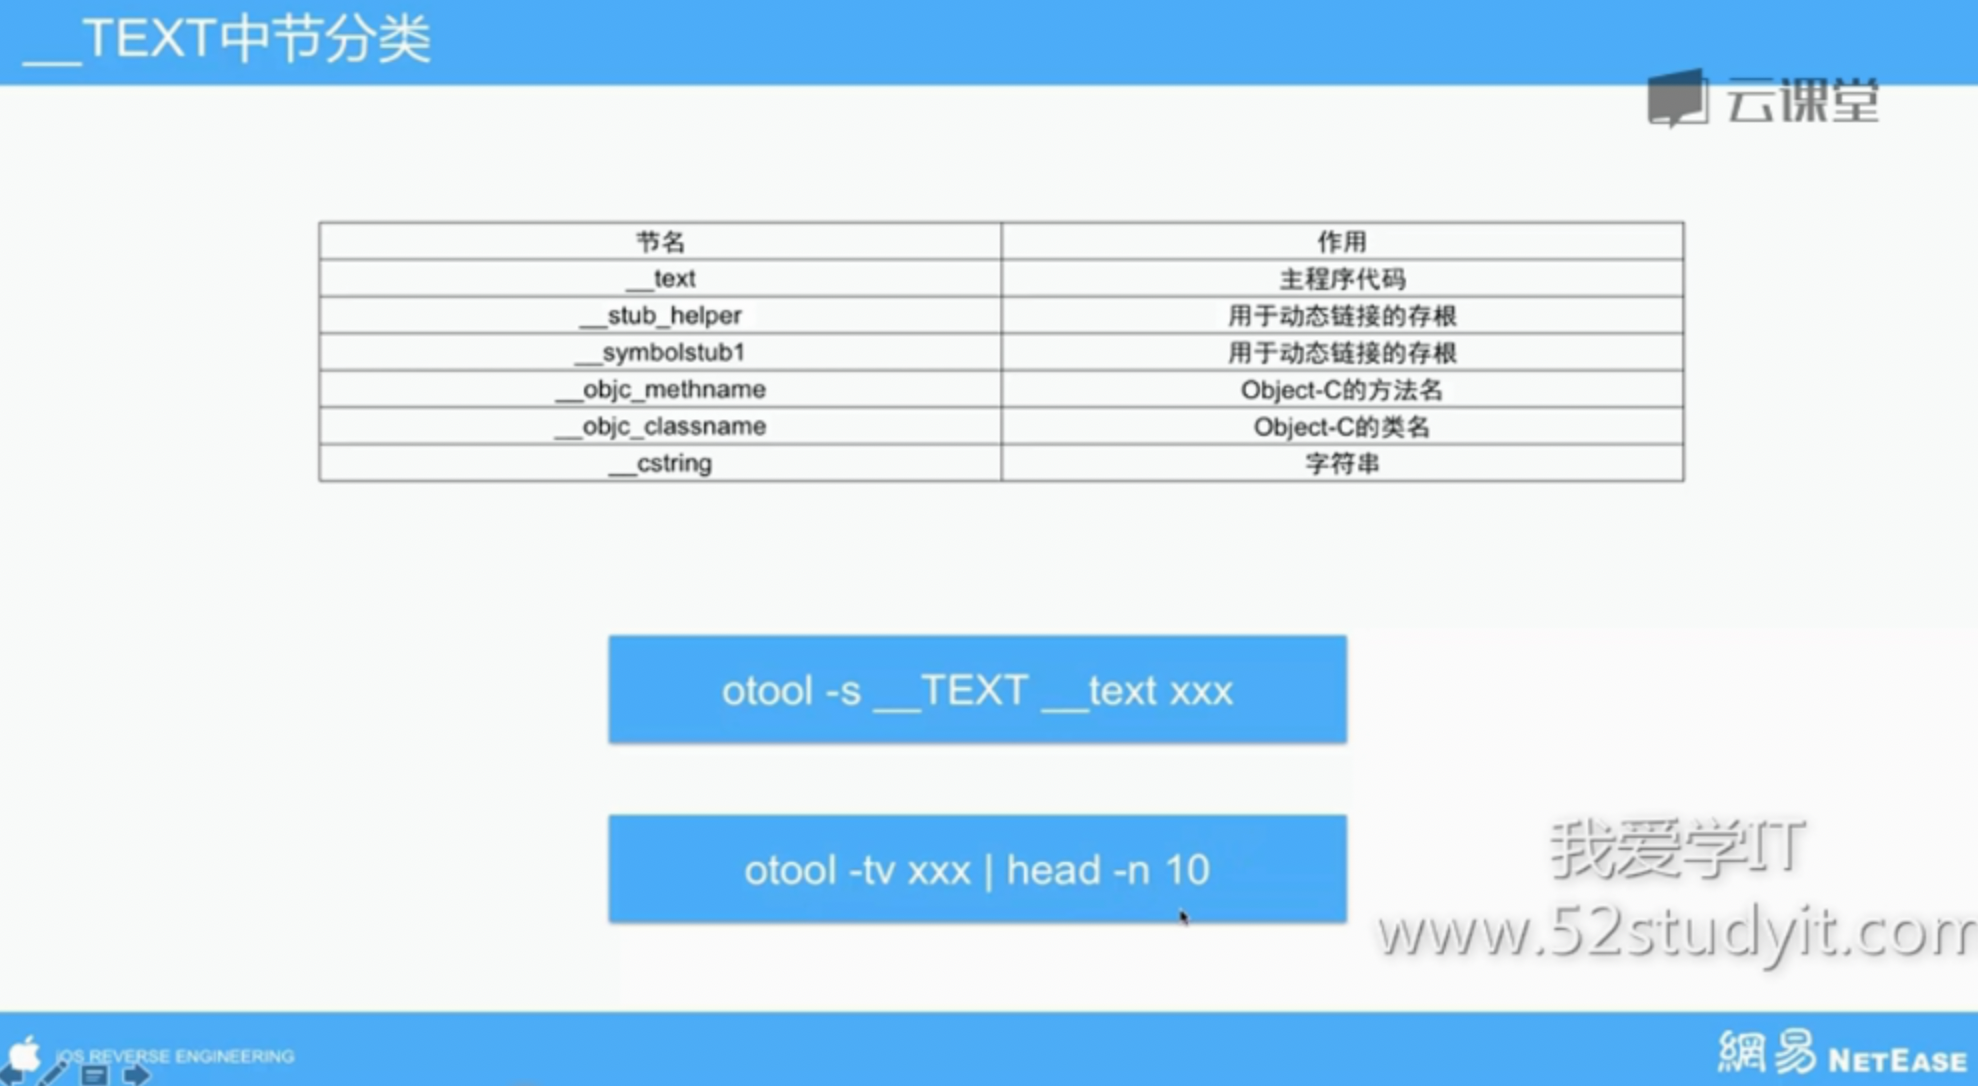 __TEXT中节分类
云课堂
节名 作用
__text 主程序代码
__stub_helper 用于动态链接的存根
__symbolstub1 用于动态链接的存根
__objc_methname Object-C的方法名
__objc_classname Object-C的类名
__cstring 字符串
otool -s __TEXT __text xxx
otool -tv xxx | head -n 10
我爱学IT
www.52studyit.com
iOS REVERSE ENGINEERING
網易 NETEASE